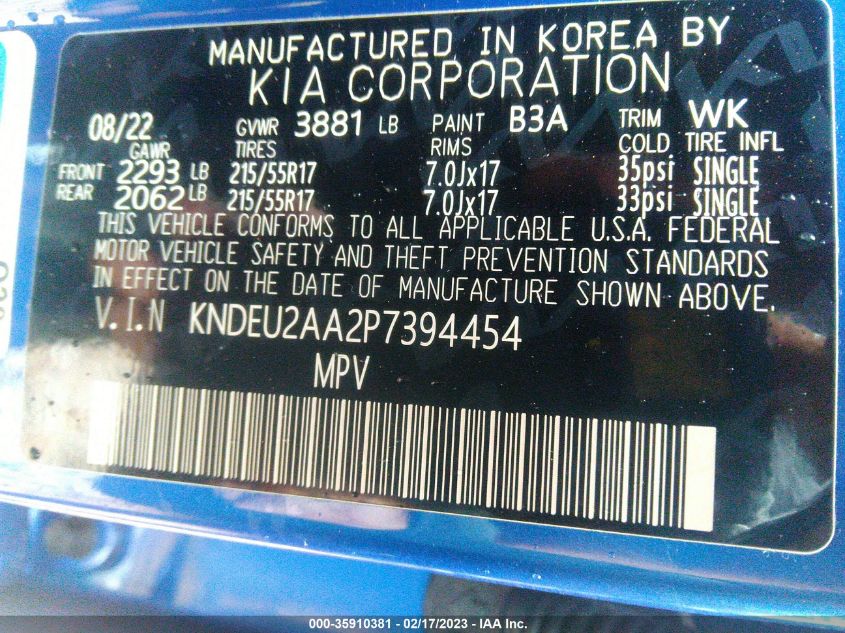 MANUFACTURED IN KOREA BY
KIA CORPORATION
08/22 GVWR 3881 LB PAINT B3A TRIM WK
GAWR TIRES RIMS COLD TIRE INFL
FRONT 2293 LB 215/55R17 7.0Jx17 35psi SINGLE
REAR 2062 LB 215/55R17 7.0Jx17 33psi SINGLE
THIS VEHICLE CONFORMS TO ALL APPLICABLE U.S.A. FEDERAL
MOTOR VEHICLE SAFETY AND THEFT PREVENTION STANDARDS
IN EFFECT ON THE DATE OF MANUFACTURE SHOWN ABOVE.
V.I.N KNDEU2AA2P7394454
MPV
000-35910381 - 02/17/2023 - IAA Inc.